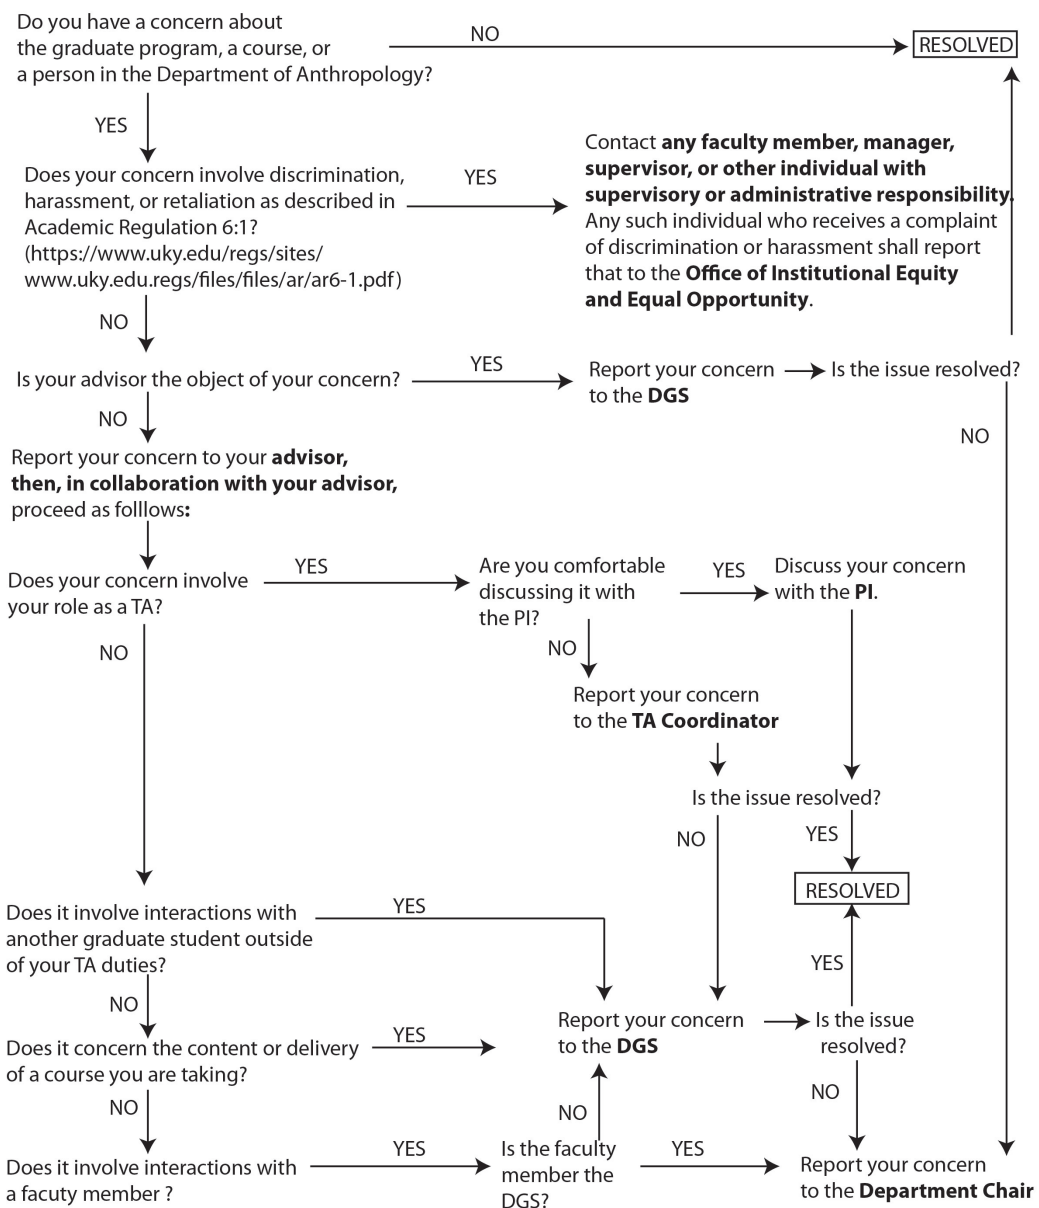 Do you have a concern about
the graduate program, a course, or
a person in the Department of Anthropology?
NO
RESOLVED
YES
Does your concern involve discrimination,
harassment, or retaliation as described in
Academic Regulation 6:1?
(https://www.uky.edu/regs/sites/
www.uky.edu.regs/files/files/ar/ar6-1.pdf)
YES
Contact any faculty member, manager,
supervisor, or other individual with
supervisory or administrative responsibility.
Any such individual who receives a complaint
of discrimination or harassment shall report
that to the Office of Institutional Equity
and Equal Opportunity.
NO
Is your advisor the object of your concern?
YES
Report your concern
to the DGS
Is the issue resolved?
NO
NO
Report your concern to your advisor,
then, in collaboration with your advisor,
proceed as folllows:
Does your concern involve
your role as a TA?
YES
Are you comfortable
discussing it with
the PI?
YES
Discuss your concern
with the PI.
NO
NO
Report your concern
to the TA Coordinator
Is the issue resolved?
NO
YES
RESOLVED
Does it involve interactions with
another graduate student outside
of your TA duties?
YES
YES
NO
Report your concern
to the DGS
Is the issue
resolved?
Does it concern the content or delivery
of a course you are taking?
YES
NO
NO
NO
Does it involve interactions with
a facuty member ?
YES
Is the faculty
member the
DGS?
YES
Report your concern
to the Department Chair